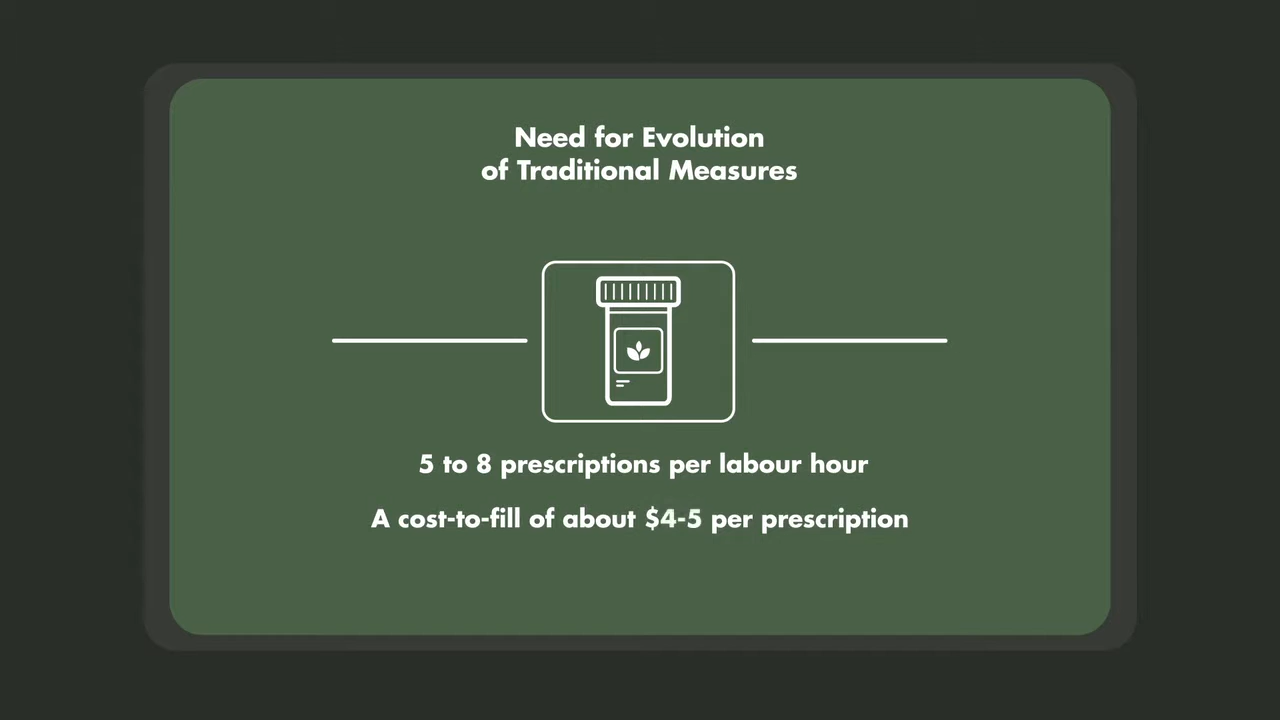 Need for Evolution
of Traditional Measures
5 to 8 prescriptions per labour hour
A cost-to-fill of about $4-5 per prescription